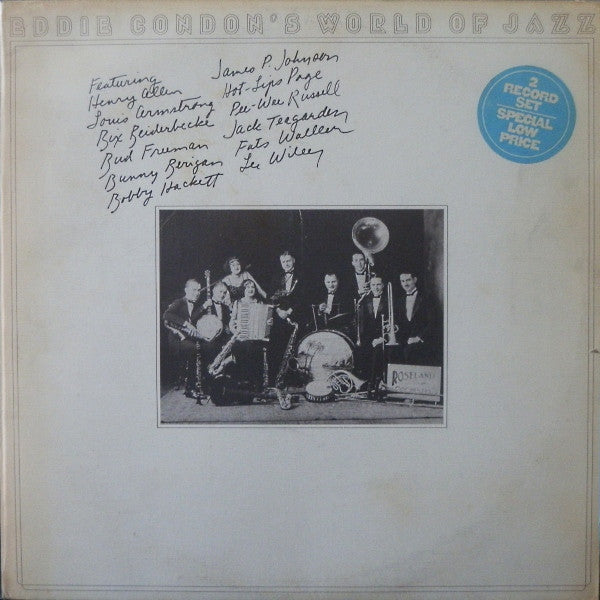 EDDIE CONDON'S WORLD OF JAZZ
Featuring
Henry Allen
Louis Armstrong
Bix Beiderbecke
Bud Freeman
Bunny Berigan
Bobby Hackett
James P. Johnson
Hot-Lips Page
Pee-Wee Russell
Jack Teagarden
Fats Waller
Lee Wiley
2
RECORD
SET
SPECIAL
LOW
PRICE
ROSELAND